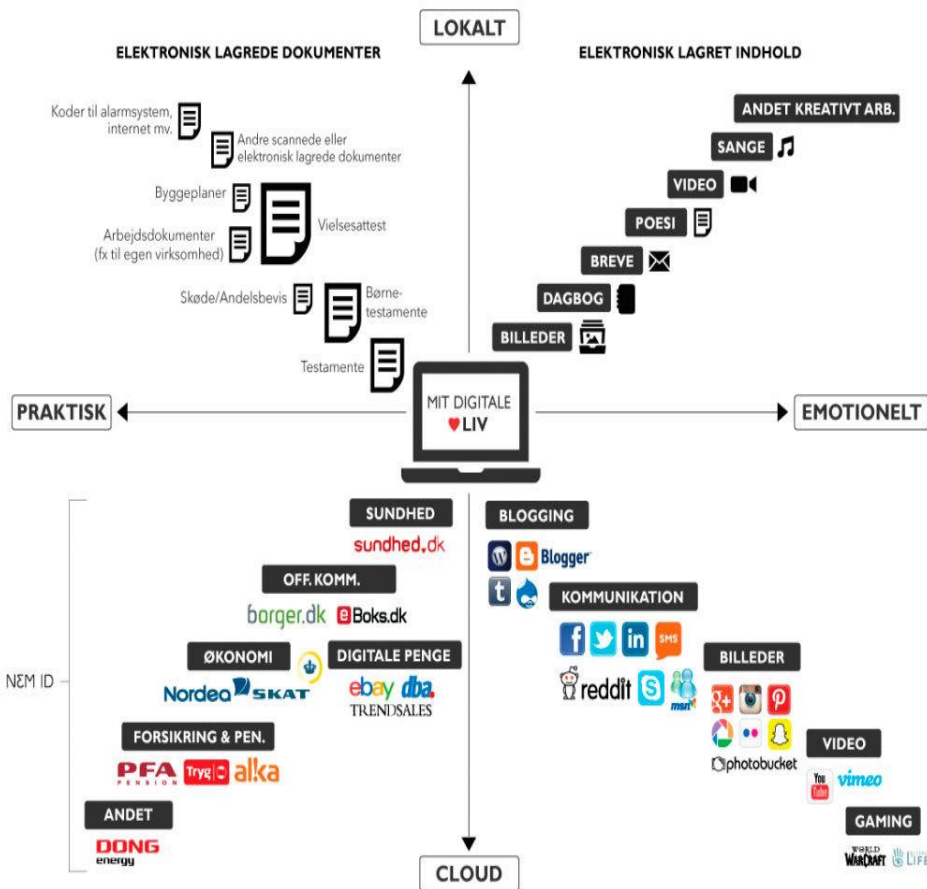 LOKALT
ELEKTRONISK LAGREDE DOKUMENTER
ELEKTRONISK LAGRET INDHOLD
Koder til alarmsystem,
internet mv.
Andre scannede eller
elektronisk lagrede dokumenter
Byggeplaner
Vielsesattest
Arbejdsdokumenter
(fx til egen virksomhed)
Skøde/Andelsbevis
Børne-
testamente
Testamente
ANDET KREATIVT ARB.
SANGE
VIDEO
POESI
BREVE
DAGBOG
BILLEDER
PRAKTISK
MIT DIGITALE
LIV
EMOTIONELT
NEM ID
SUNDHED
sundhed.dk
OFF. KOMM.
borger.dk
e Boks.dk
ØKONOMI
Nordea
SKAT
DIGITALE PENGE
ebay
dba.
TRENDSALES
FORSIKRING & PEN.
PFA
PENSION
Tryg
alka
ANDET
DONG
energy
BLOGGING
Blogger
t
KOMMUNIKATION
f
in
SMS
reddit
S
msn
BILLEDER
g+
photobucket
VIDEO
You
Tube
vimeo
GAMING
WORLD
WARCRAFT
LIFE
CLOUD